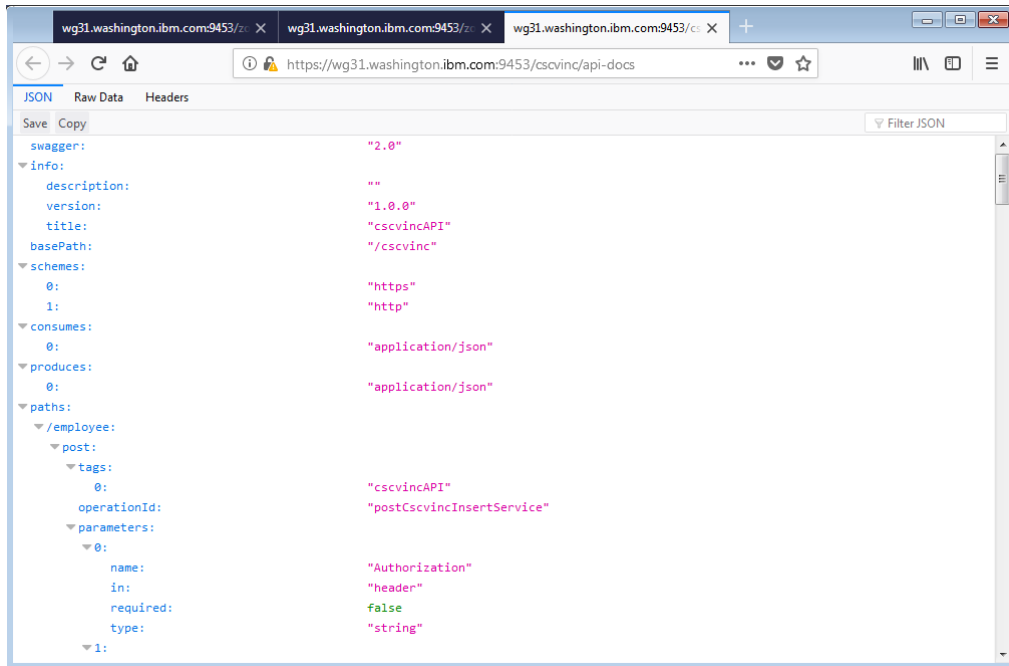 wg31.washington.ibm.com:9453/zc
wg31.washington.ibm.com:9453/zc
wg31.washington.ibm.com:9453/cs
https://wg31.washington.ibm.com:9453/cscvinc/api-docs
JSON Raw Data Headers
Save Copy Filter JSON
swagger: "2.0"
info:
description: ""
version: "1.0.0"
title: "cscvincAPI"
basePath: "/cscvinc"
schemes:
0: "https"
1: "http"
consumes:
0: "application/json"
produces:
0: "application/json"
paths:
/employee:
post:
tags:
0: "cscvincAPI"
operationId: "postCscvincInsertService"
parameters:
0:
name: "Authorization"
in: "header"
required: false
type: "string"
1: